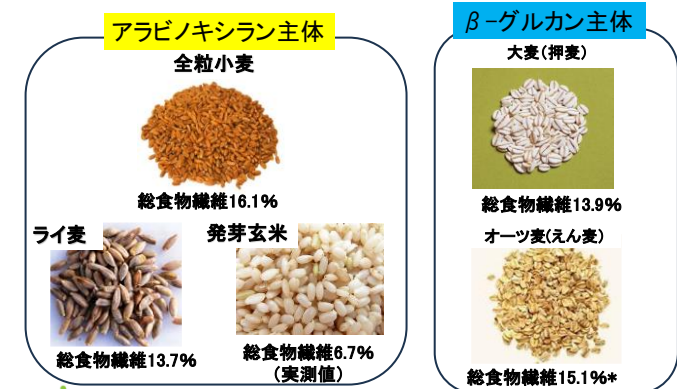 アラビノキシラン主体
全粒小麦
総食物繊維16.1%
ライ麦
総食物繊維13.7%
発芽玄米
総食物繊維6.7%
（実測値）
β-グルカン主体
大麦（押麦）
総食物繊維13.9%
オーツ麦(えん麦）
総食物繊維15.1%*